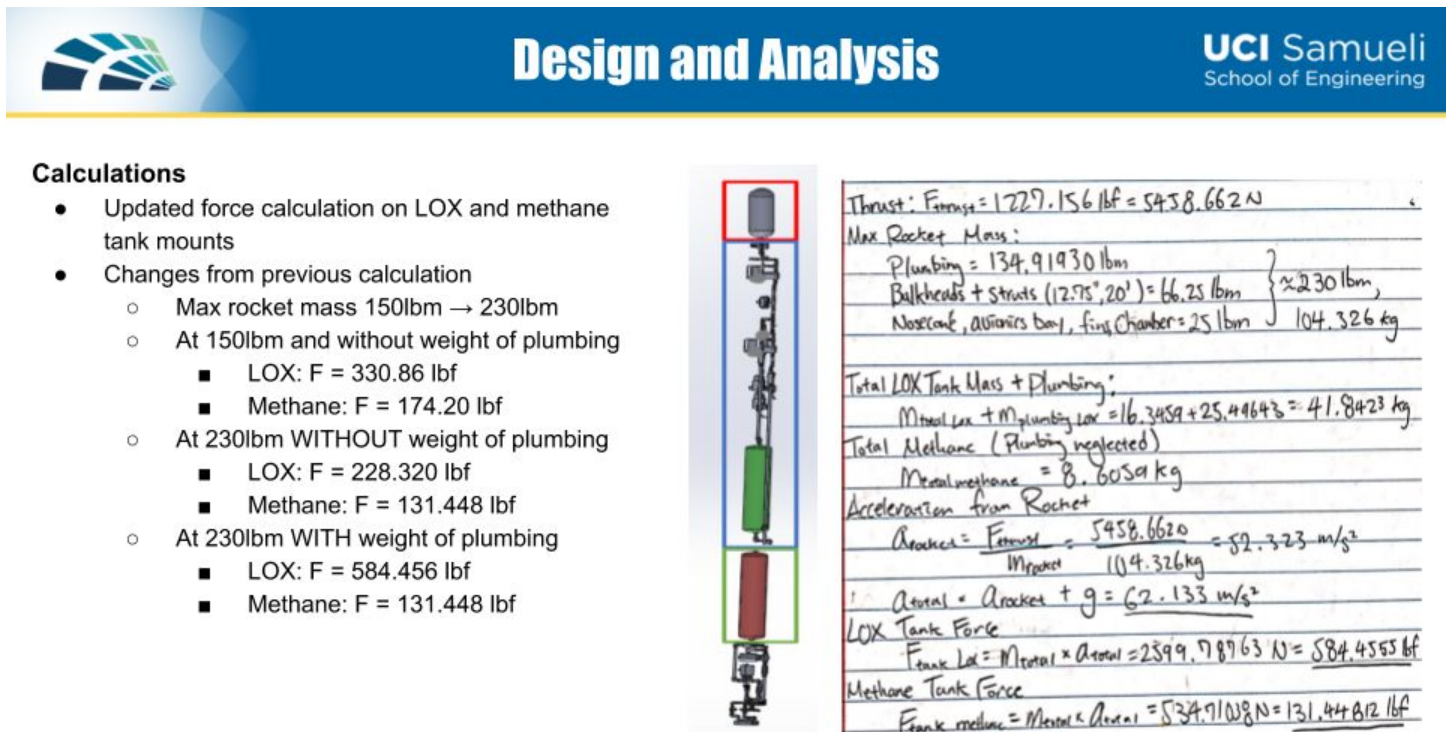 Design and Analysis
UCI Samueli
School of Engineering
Calculations
● Updated force calculation on LOX and methane
tank mounts
● Changes from previous calculation
○ Max rocket mass 150lbm → 230lbm
○ At 150lbm and without weight of plumbing
■ LOX: F = 330.86 lbf
■ Methane: F = 174.20 lbf
○ At 230lbm WITHOUT weight of plumbing
■ LOX: F = 228.320 lbf
■ Methane: F = 131.448 lbf
○ At 230lbm WITH weight of plumbing
■ LOX: F = 584.456 lbf
■ Methane: F = 131.448 lbf
Thrust: Fthrust = 1227.156 lbf = 5458.662 N
Max Rocket Mass:
Plumbing = 134.91930 lbm
Bulkheads + Struts (12.75", 20') = 66.25 lbm
Nosecone, avionics bay, fins, Chamber = 25 lbm
≈ 230 lbm,
104.326 kg
Total LOX Tank Mass + Plumbing:
Mtotal Lox + Mplumbing Lox = 16.3459 + 25.49643 = 41.8423 kg
Total Methane (Plumbing neglected)
Mtotal methane = 8.6059 kg
Acceleration from Rocket
arocket = Fthrust / Mrocket = 5458.6620 / 104.326kg = 52.323 m/s²
atotal = arocket + g = 62.133 m/s²
LOX Tank Force
Ftank Lox = Mtotal × atotal = 2599.78763 N = 584.4555 lbf
Methane Tank Force
Ftank methane = Mtotal × atotal = N = 131.44812 lbf